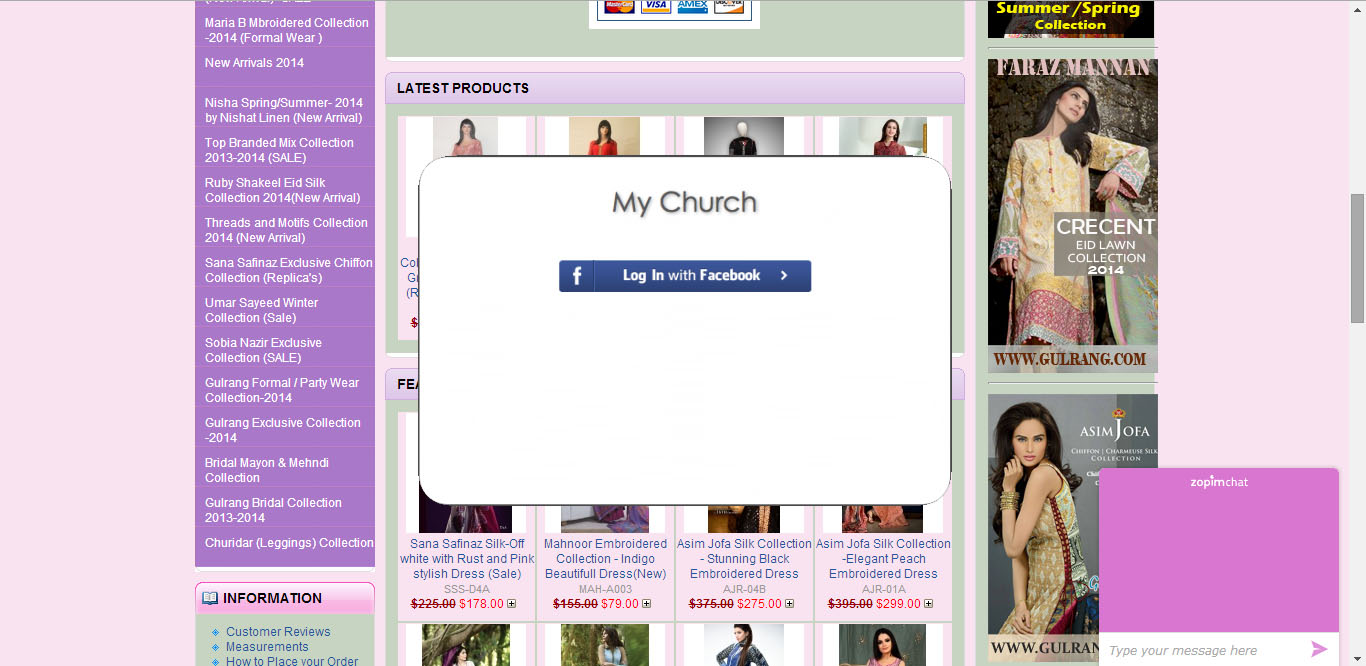 Maria B Mbroidered Collection
-2014 (Formal Wear )
New Arrivals 2014
Nisha Spring/Summer- 2014
by Nishat Linen (New Arrival)
Top Branded Mix Collection
2013-2014 (SALE)
Ruby Shakeel Eid Silk
Collection 2014(New Arrival)
Threads and Motifs Collection
2014 (New Arrival)
Sana Safinaz Exclusive Chiffon
Collection (Replica's)
Umar Sayeed Winter
Collection (Sale)
Sobia Nazir Exclusive
Collection (SALE)
Gulrang Formal / Party Wear
Collection-2014
Gulrang Exclusive Collection
-2014
Bridal Mayon & Mehndi
Collection
Gulrang Bridal Collection
2013-2014
Churidar (Leggings) Collection
INFORMATION
Customer Reviews
Measurements
How to Place your Order
MasterCard VISA AMEX DISCOVER
LATEST PRODUCTS
My Church
f Log In with Facebook >
Sana Safinaz Silk-Off
white with Rust and Pink
stylish Dress (Sale)
SSS-D4A
$225.00 $178.00
Mahnoor Embroidered
Collection - Indigo
Beautifull Dress(New)
MAH-A003
$155.00 $79.00
Asim Jofa Silk Collection
- Stunning Black
Embroidered Dress
AJR-04B
$375.00 $275.00
Asim Jofa Silk Collection
-Elegant Peach
Embroidered Dress
AJR-01A
$395.00 $299.00
Summer /Spring
Collection
FARAZ MANNAN
CRECENT
EID LAWN
COLLECTION
2014
WWW.GULRANG.COM
ASIM JOFA
CHIFFON | CHARMEUSE SILK
COLLECTION
WWW.GULRAN
zopimchat
Type your message here